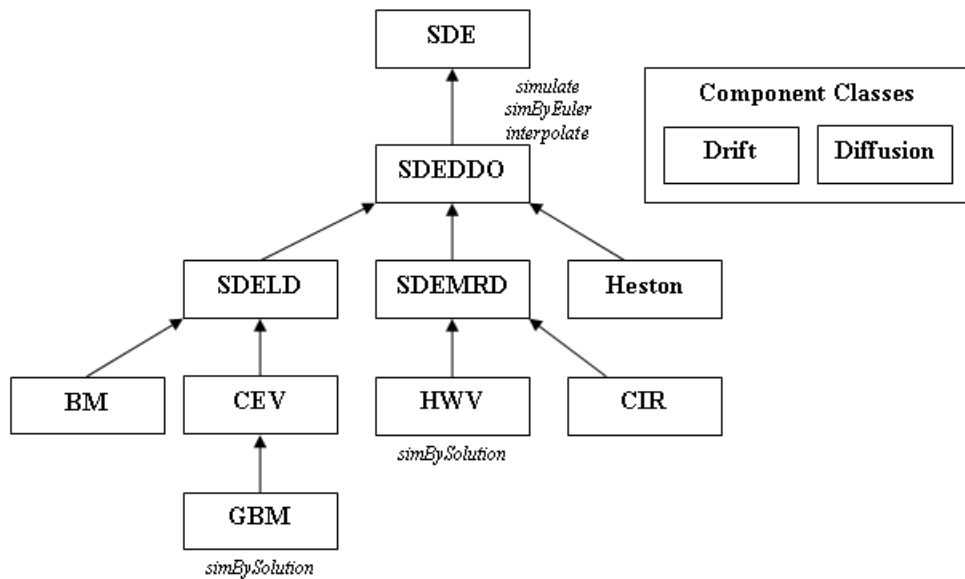 SDE
simulate
simByEuler
interpolate
Component Classes
Drift
Diffusion
SDEDDO
SDELD
SDEMRD
Heston
BM
CEV
HWV
CIR
simBySolution
GBM
simBySolution